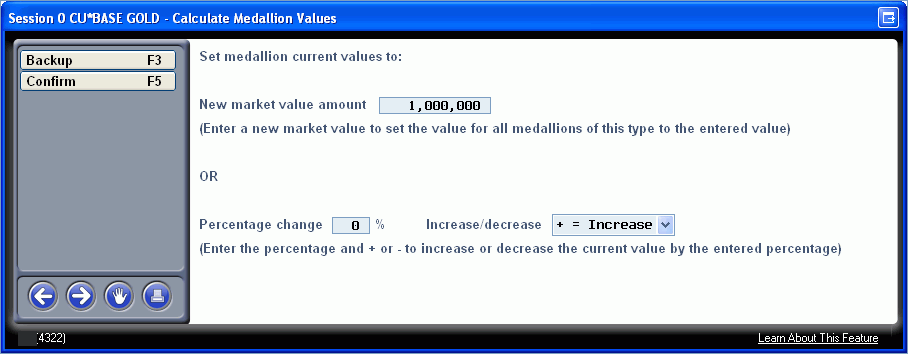 Session 0 CU*BASE GOLD - Calculate Medallion Values
Backup F3
Confirm F5
Set medallion current values to:
New market value amount 1,000,000
(Enter a new market value to set the value for all medallions of this type to the entered value)
OR
Percentage change 0 % Increase/decrease + = Increase
(Enter the percentage and + or - to increase or decrease the current value by the entered percentage)
(4322)
Learn About This Feature